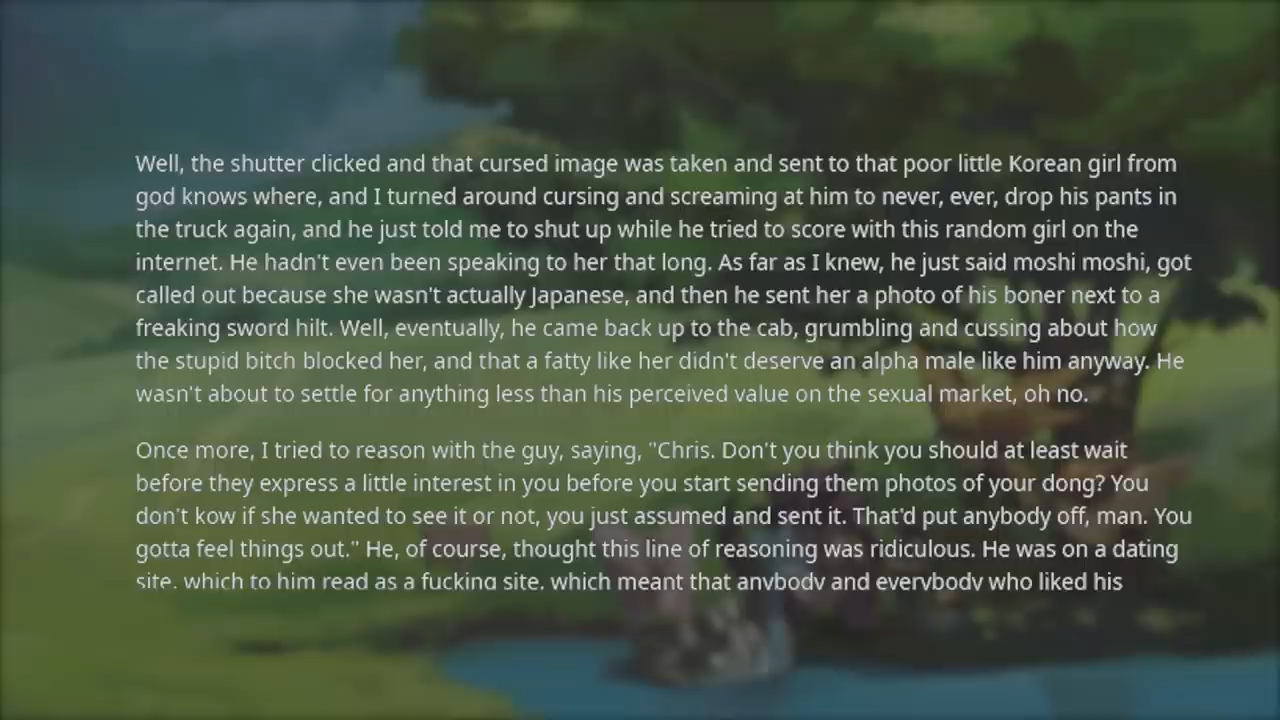 Well, the shutter clicked and that cursed image was taken and sent to that poor little Korean girl from
god knows where, and I turned around cursing and screaming at him to never, ever, drop his pants in
the truck again, and he just told me to shut up while he tried to score with this random girl on the
internet. He hadn't even been speaking to her that long. As far as I knew, he just said moshi moshi, got
called out because she wasn't actually Japanese, and then he sent her a photo of his boner next to a
freaking sword hilt. Well, eventually, he came back up to the cab, grumbling and cussing about how
the stupid bitch blocked her, and that a fatty like her didn't deserve an alpha male like him anyway. He
wasn't about to settle for anything less than his perceived value on the sexual market, oh no.
Once more, I tried to reason with the guy, saying, "Chris. Don't you think you should at least wait
before they express a little interest in you before you start sending them photos of your dong? You
don't kow if she wanted to see it or not, you just assumed and sent it. That'd put anybody off, man. You
gotta feel things out." He, of course, thought this line of reasoning was ridiculous. He was on a dating
site, which to him read as a fucking site, which meant that anybody and everybody who liked his